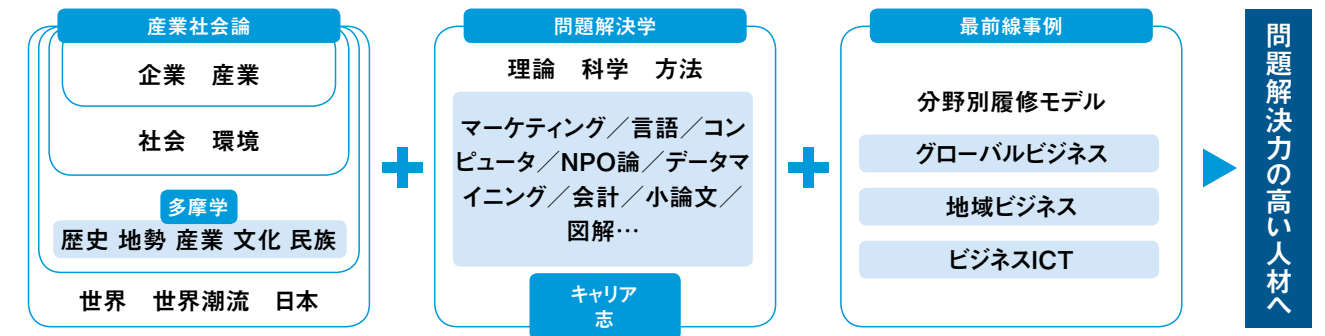 産業社会論
企業　産業
社会　環境
多摩学
歴史 地勢 産業 文化 民族
世界　世界潮流　日本
問題解決学
理論　科学　方法
マーケティング／言語／コン
ピュータ／NPO論／データマ
イニング／会計／小論文／
図解…
キャリア
志
最前線事例
分野別履修モデル
グローバルビジネス
地域ビジネス
ビジネスICT
問題解決力の高い人材へ